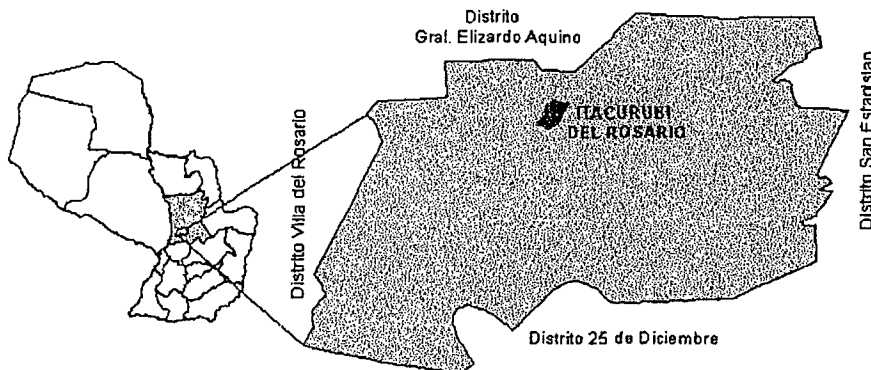 Distrito
Gral. Elizardo Aquino
ITACURUBI
DEL ROSARIO
Distrito Villa del Rosario
Distrito San Estanislao
Distrito 25 de Diciembre